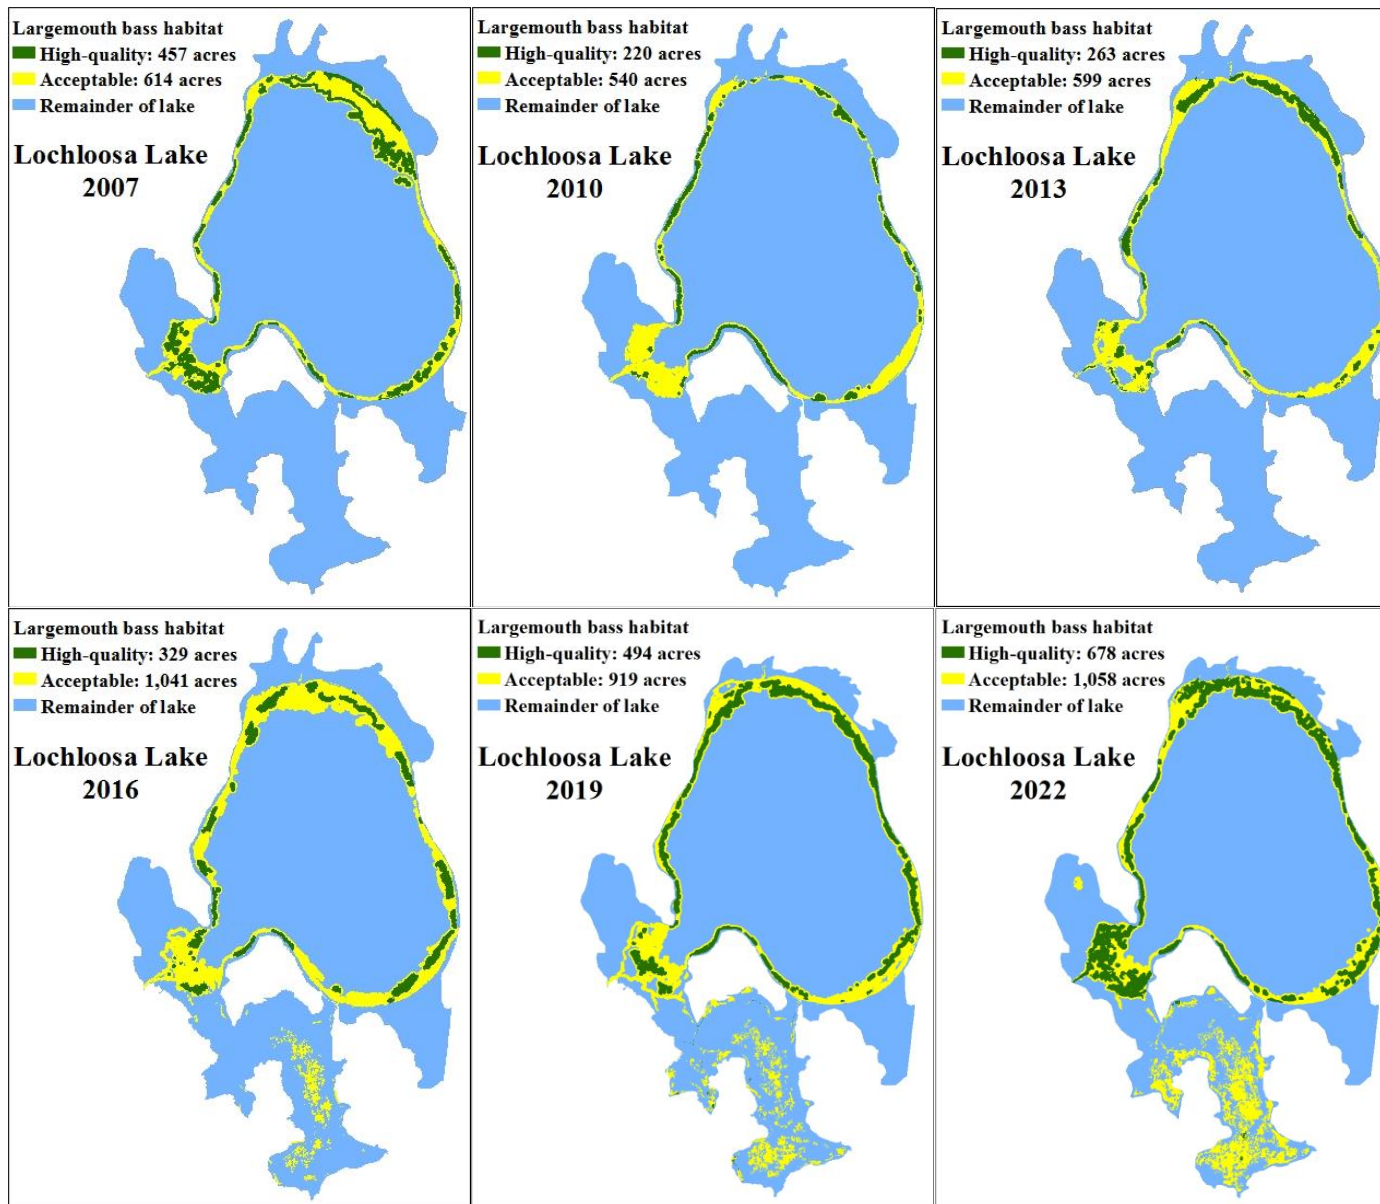 Largemouth bass habitat
High-quality: 457 acres
Acceptable: 614 acres
Remainder of lake
Lochloosa Lake
2007
Largemouth bass habitat
High-quality: 220 acres
Acceptable: 540 acres
Remainder of lake
Lochloosa Lake
2010
Largemouth bass habitat
High-quality: 263 acres
Acceptable: 599 acres
Remainder of lake
Lochloosa Lake
2013
Largemouth bass habitat
High-quality: 329 acres
Acceptable: 1,041 acres
Remainder of lake
Lochloosa Lake
2016
Largemouth bass habitat
High-quality: 494 acres
Acceptable: 919 acres
Remainder of lake
Lochloosa Lake
2019
Largemouth bass habitat
High-quality: 678 acres
Acceptable: 1,058 acres
Remainder of lake
Lochloosa Lake
2022